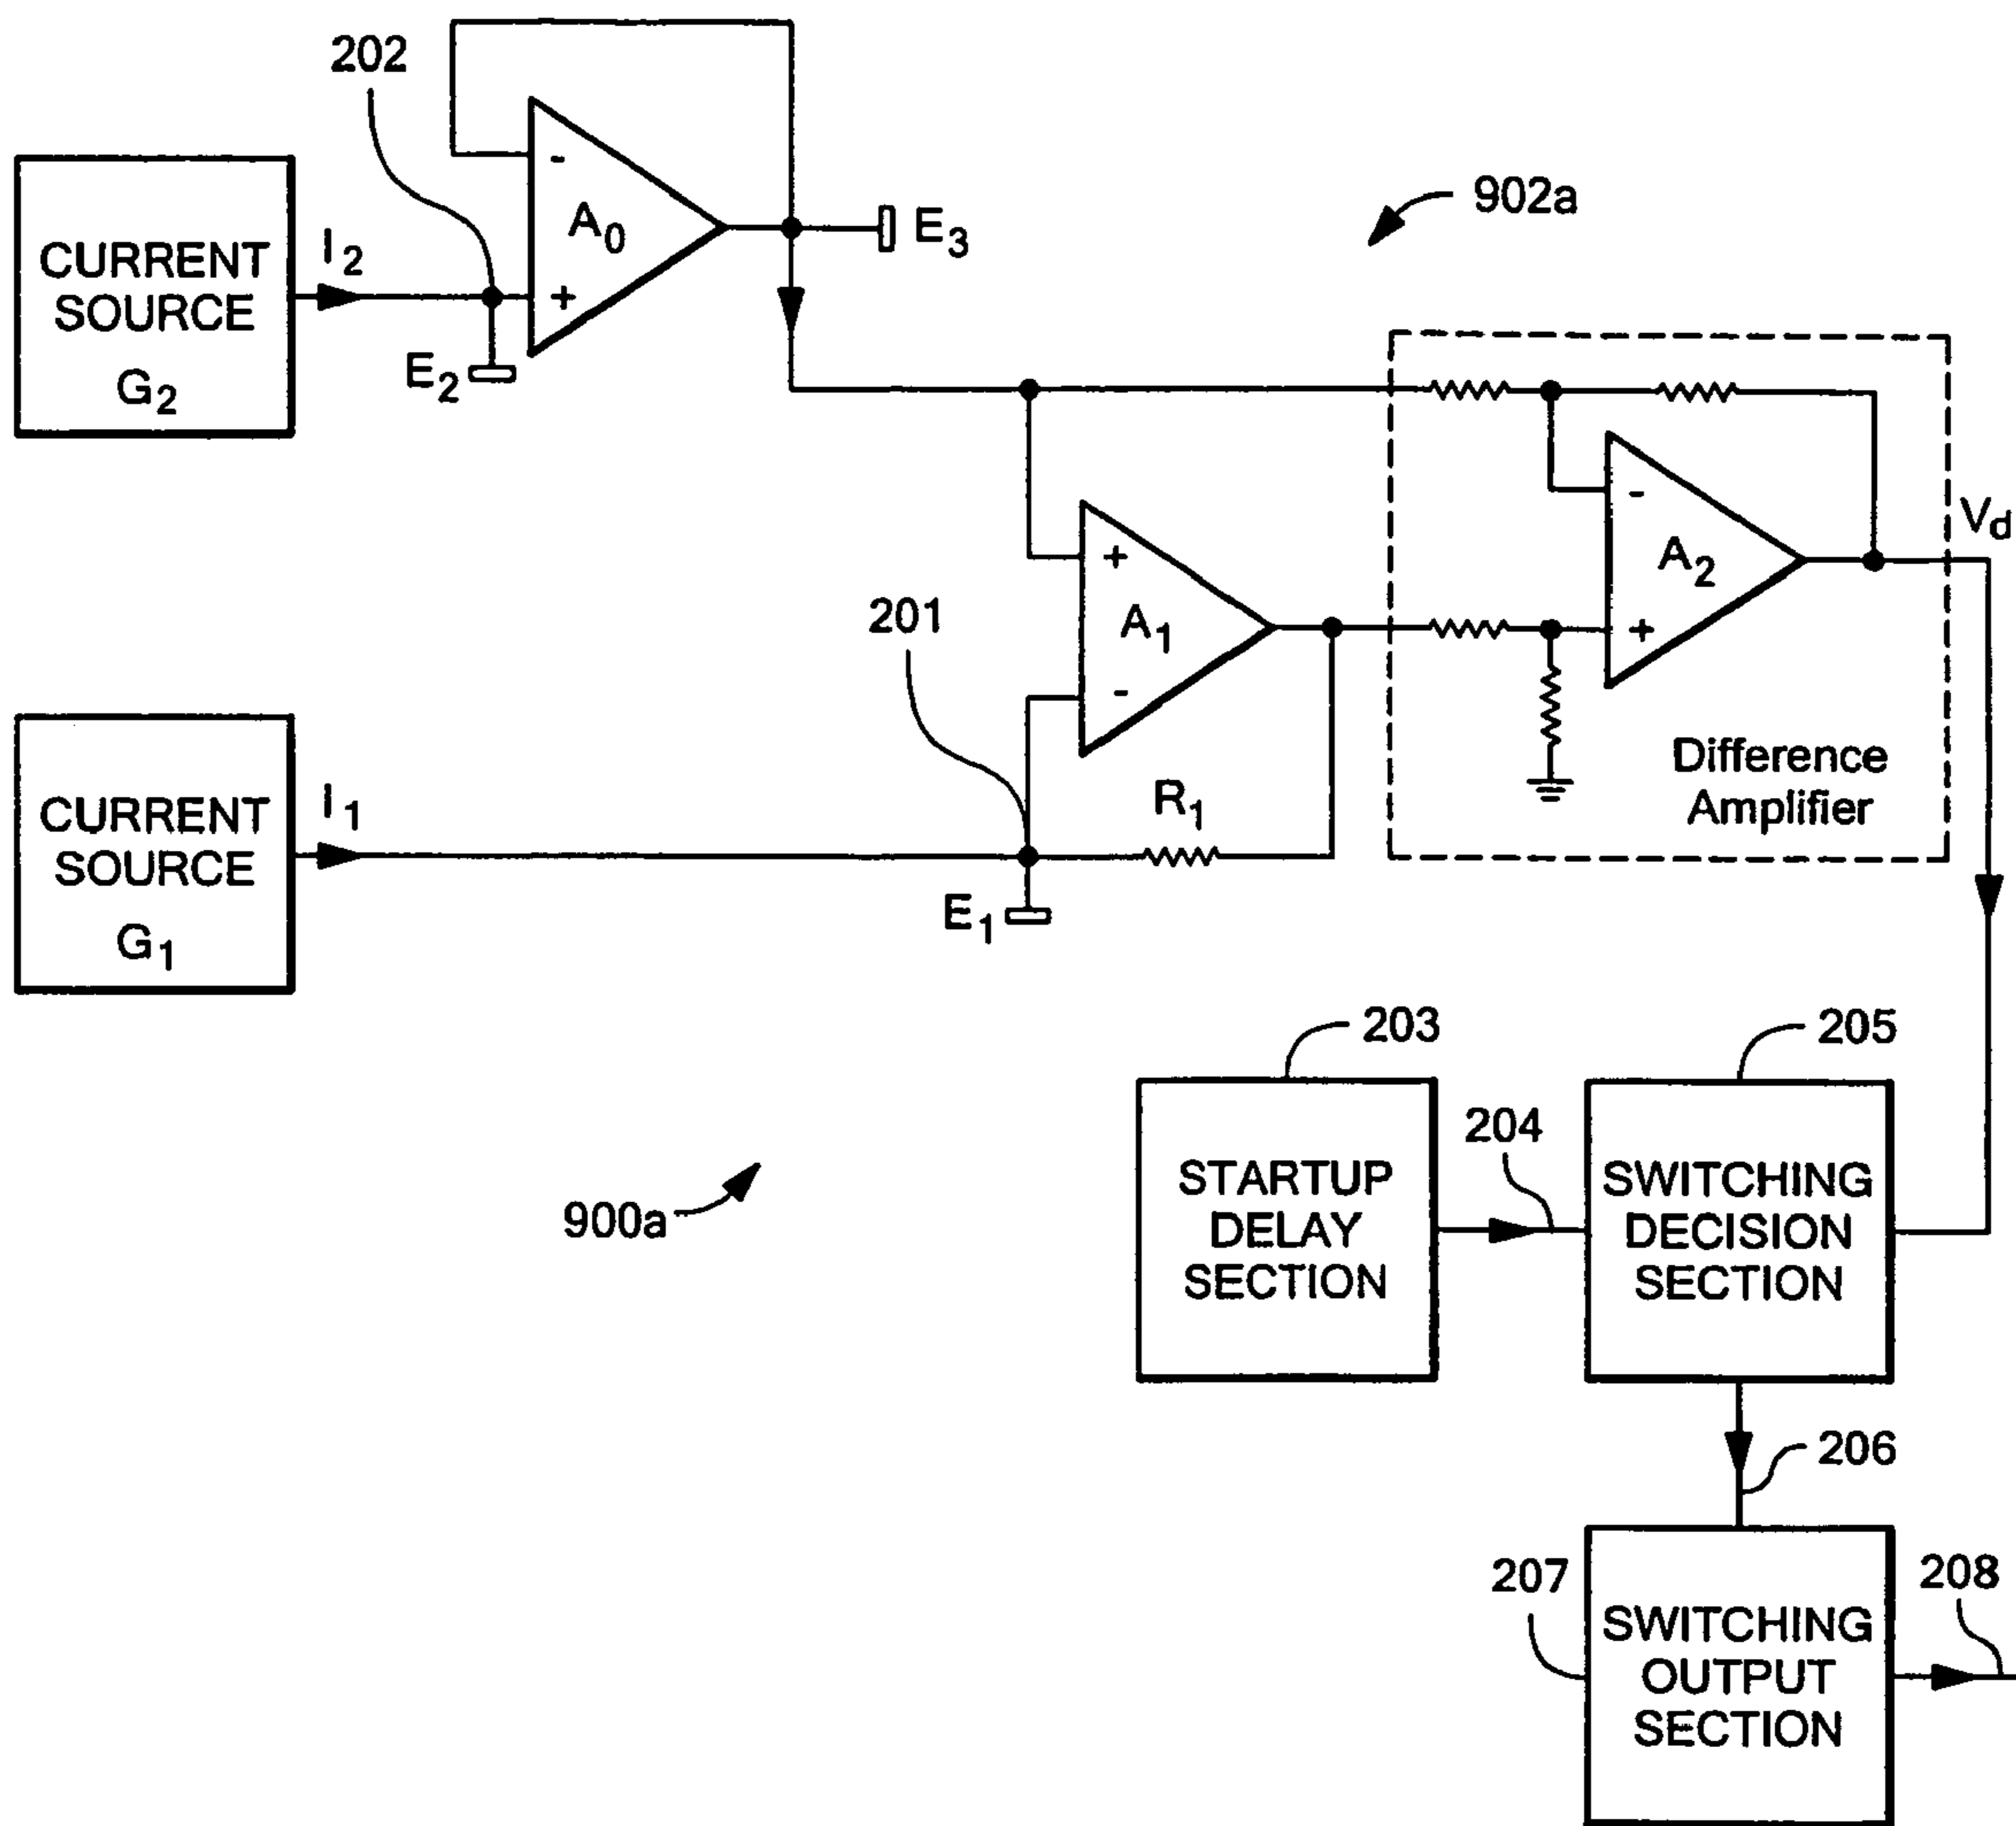 202
902a
-
A0
+
E3
CURRENT
SOURCE
G2
I2
E2
+
A1
-
201
-
A2
+
Vd
Difference
Amplifier
CURRENT
SOURCE
G1
I1
R1
E1
203
205
204
STARTUP
DELAY
SECTION
SWITCHING
DECISION
SECTION
900a
206
207
208
SWITCHING
OUTPUT
SECTION